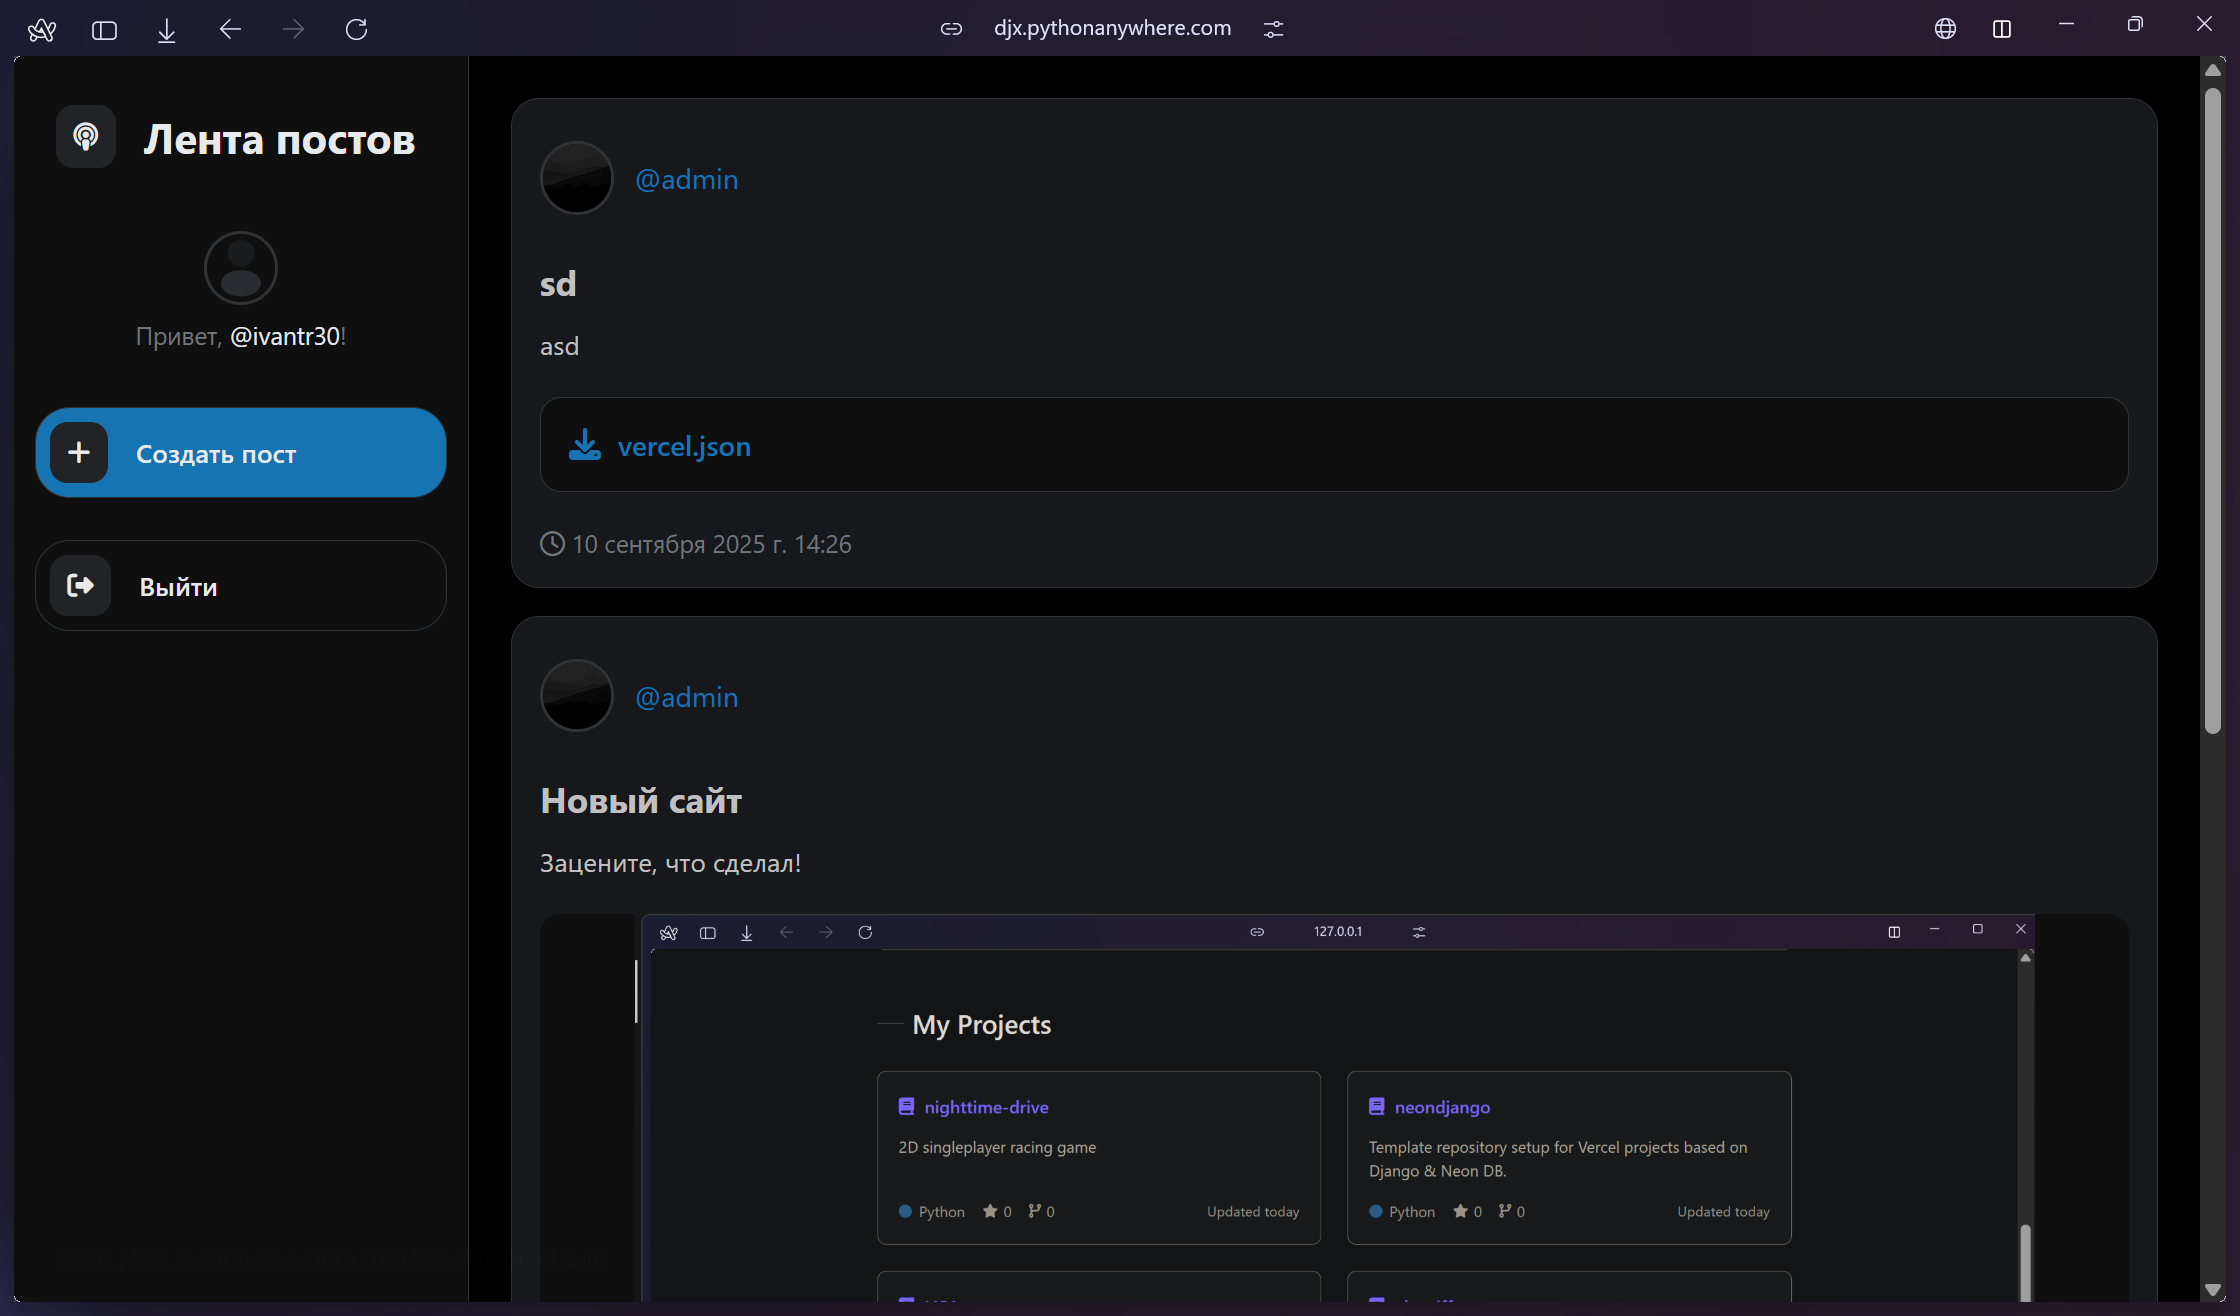 djx.pythonanywhere.com
Лента постов
Привет, @ivantr30!
Создать пост
Выйти
@admin
sd
asd
vercel.json
10 сентября 2025 г. 14:26
@admin
Новый сайт
Зацените, что сделал!
127.0.0.1
My Projects
nighttime-drive
2D singleplayer racing game
Python 0 0 Updated today
neondjango
Template repository setup for Vercel projects based on
Django & Neon DB.
Python 0 0 Updated today